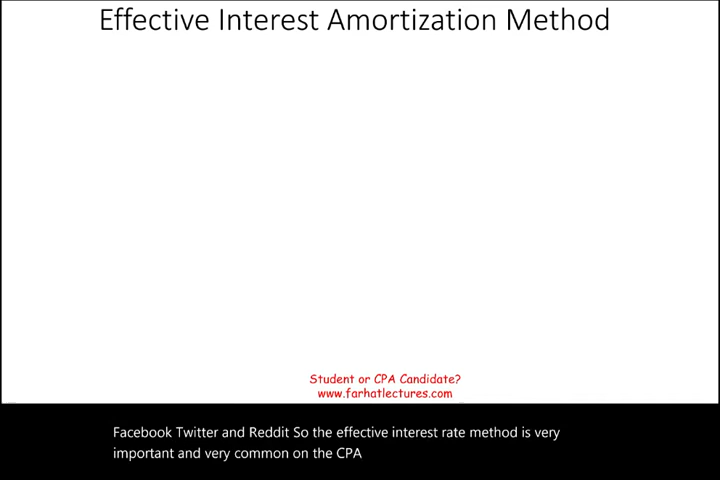 Effective Interest Amortization Method
Student or CPA Candidate?
www.farhatlectures.com
Facebook Twitter and Reddit So the effective interest rate method is very
important and very common on the CPA